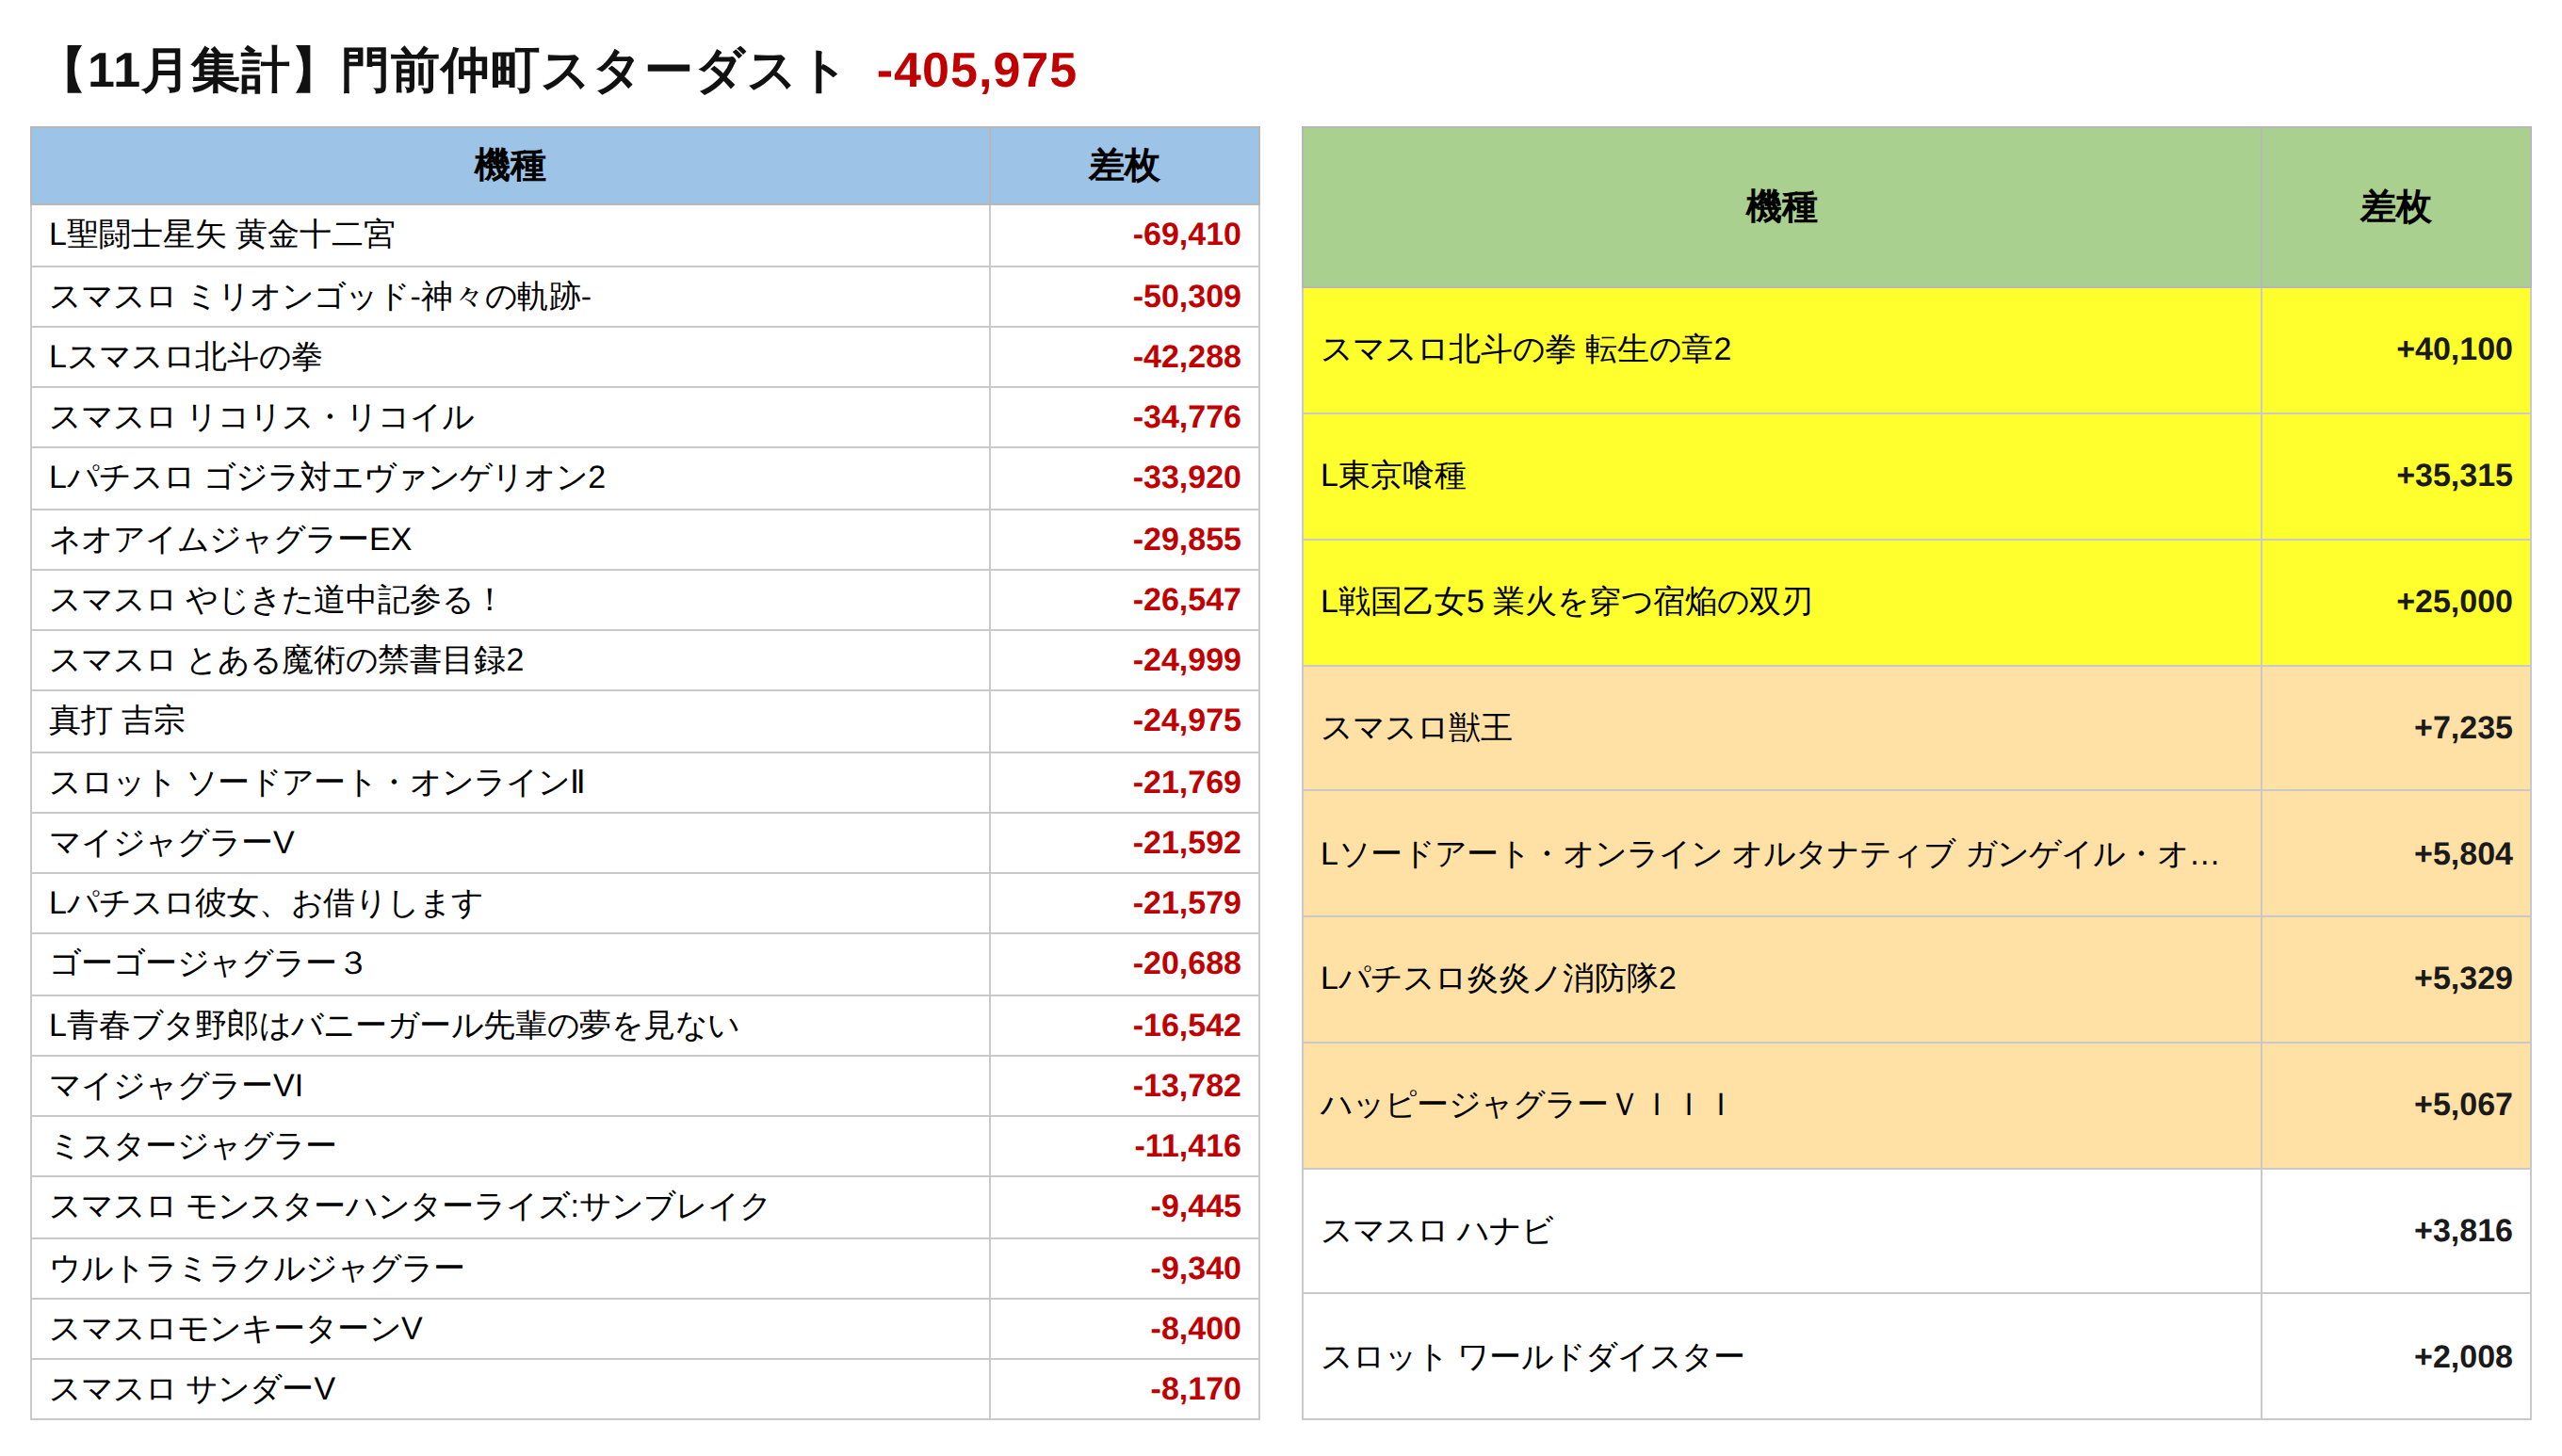 【11月集計】門前仲町スターダスト -405,975
機種 差枚
L聖闘士星矢 黄金十二宮 -69,410
スマスロ ミリオンゴッド-神々の軌跡- -50,309
Lスマスロ北斗の拳 -42,288
スマスロ リコリス・リコイル -34,776
Lパチスロ ゴジラ対エヴァンゲリオン2 -33,920
ネオアイムジャグラーEX -29,855
スマスロ やじきた道中記参る！ -26,547
スマスロ とある魔術の禁書目録2 -24,999
真打 吉宗 -24,975
スロット ソードアート・オンラインⅡ -21,769
マイジャグラーV -21,592
Lパチスロ彼女、お借りします -21,579
ゴーゴージャグラー３ -20,688
L青春ブタ野郎はバニーガール先輩の夢を見ない -16,542
マイジャグラーVI -13,782
ミスタージャグラー -11,416
スマスロ モンスターハンターライズ:サンブレイク -9,445
ウルトラミラクルジャグラー -9,340
スマスロモンキーターンV -8,400
スマスロ サンダーV -8,170
機種 差枚
スマスロ北斗の拳 転生の章2 +40,100
L東京喰種 +35,315
L戦国乙女5 業火を穿つ宿焔の双刃 +25,000
スマスロ獣王 +7,235
Lソードアート・オンライン オルタナティブ ガンゲイル・オ… +5,804
Lパチスロ炎炎ノ消防隊2 +5,329
ハッピージャグラーＶＩＩＩ +5,067
スマスロ ハナビ +3,816
スロット ワールドダイスター +2,008